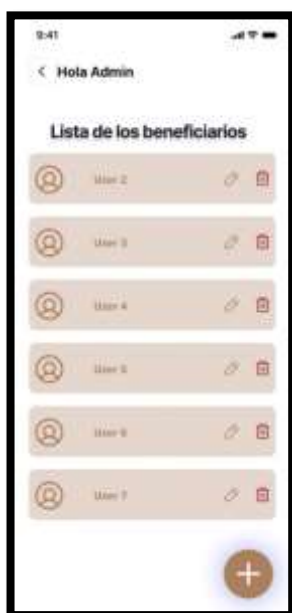 9:41
Hola Admin
Lista de los beneficiarios
User 2
User 3
User 4
User 5
User 6
User 7